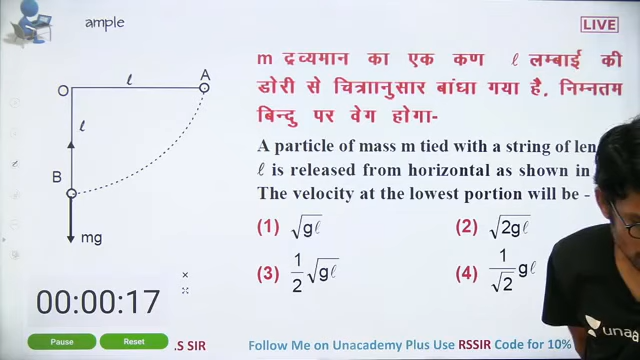 ample
LIVE
m द्रव्यमान का एक कण ℓ लम्बाई की
डोरी से चित्राानुसार बांधा गया है, निम्नतम
बिन्दु पर वेग होगा-
A particle of mass m tied with a string of
ℓ is released from horizontal as shown in
The velocity at the lowest portion will be -
(1) √gℓ
(2) √2gℓ
(3) 1/2 √gℓ
(4) 1/√2 gℓ
O
ℓ
A
ℓ
B
mg
00:00:17
Pause
Reset
.S SIR
Follow Me on Unacademy Plus Use RSSIR Code for 10%